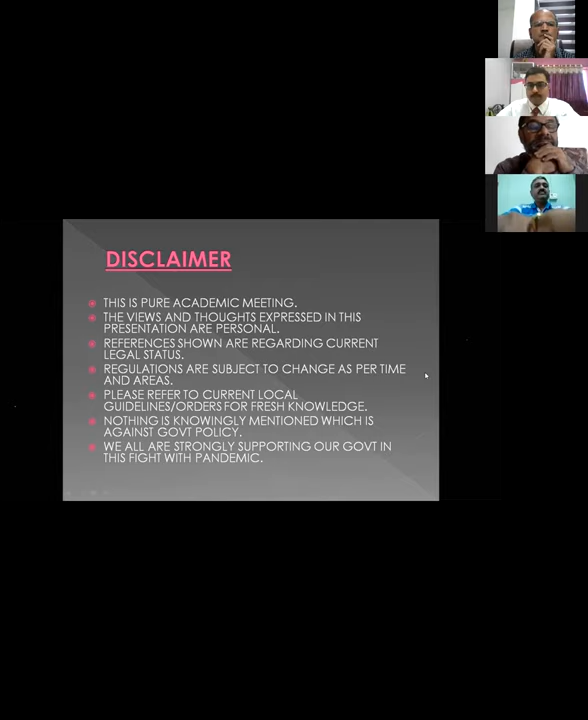 DISCLAIMER
THIS IS PURE ACADEMIC MEETING.
THE VIEWS AND THOUGHTS EXPRESSED IN THIS
PRESENTATION ARE PERSONAL.
REFERENCES SHOWN ARE REGARDING CURRENT
LEGAL STATUS.
REGULATIONS ARE SUBJECT TO CHANGE AS PER TIME
AND AREAS.
PLEASE REFER TO CURRENT LOCAL
GUIDELINES/ORDERS FOR FRESH KNOWLEDGE.
NOTHING IS KNOWINGLY MENTIONED WHICH IS
AGAINST GOVT POLICY.
WE ALL ARE STRONGLY SUPPORTING OUR GOVT IN
THIS FIGHT WITH PANDEMIC.